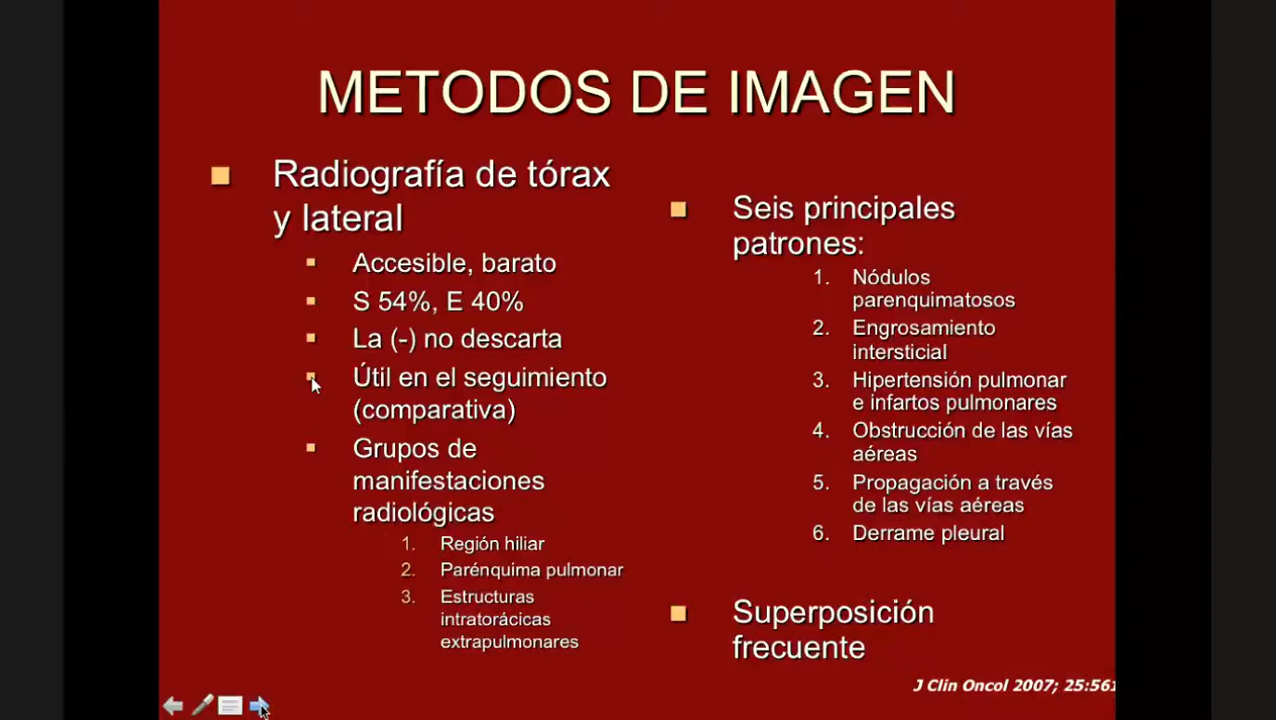 METODOS DE IMAGEN
Radiografía de tórax
y lateral
Accesible, barato
S 54%, E 40%
La (-) no descarta
Útil en el seguimiento
(comparativa)
Grupos de
manifestaciones
radiológicas
1. Región hiliar
2. Parénquima pulmonar
3. Estructuras
intratorácicas
extrapulmonares
Seis principales
patrones:
1. Nódulos
parenquimatosos
2. Engrosamiento
intersticial
3. Hipertensión pulmonar
e infartos pulmonares
4. Obstrucción de las vías
aéreas
5. Propagación a través
de las vías aéreas
6. Derrame pleural
Superposición
frecuente
J Clin Oncol 2007; 25:561